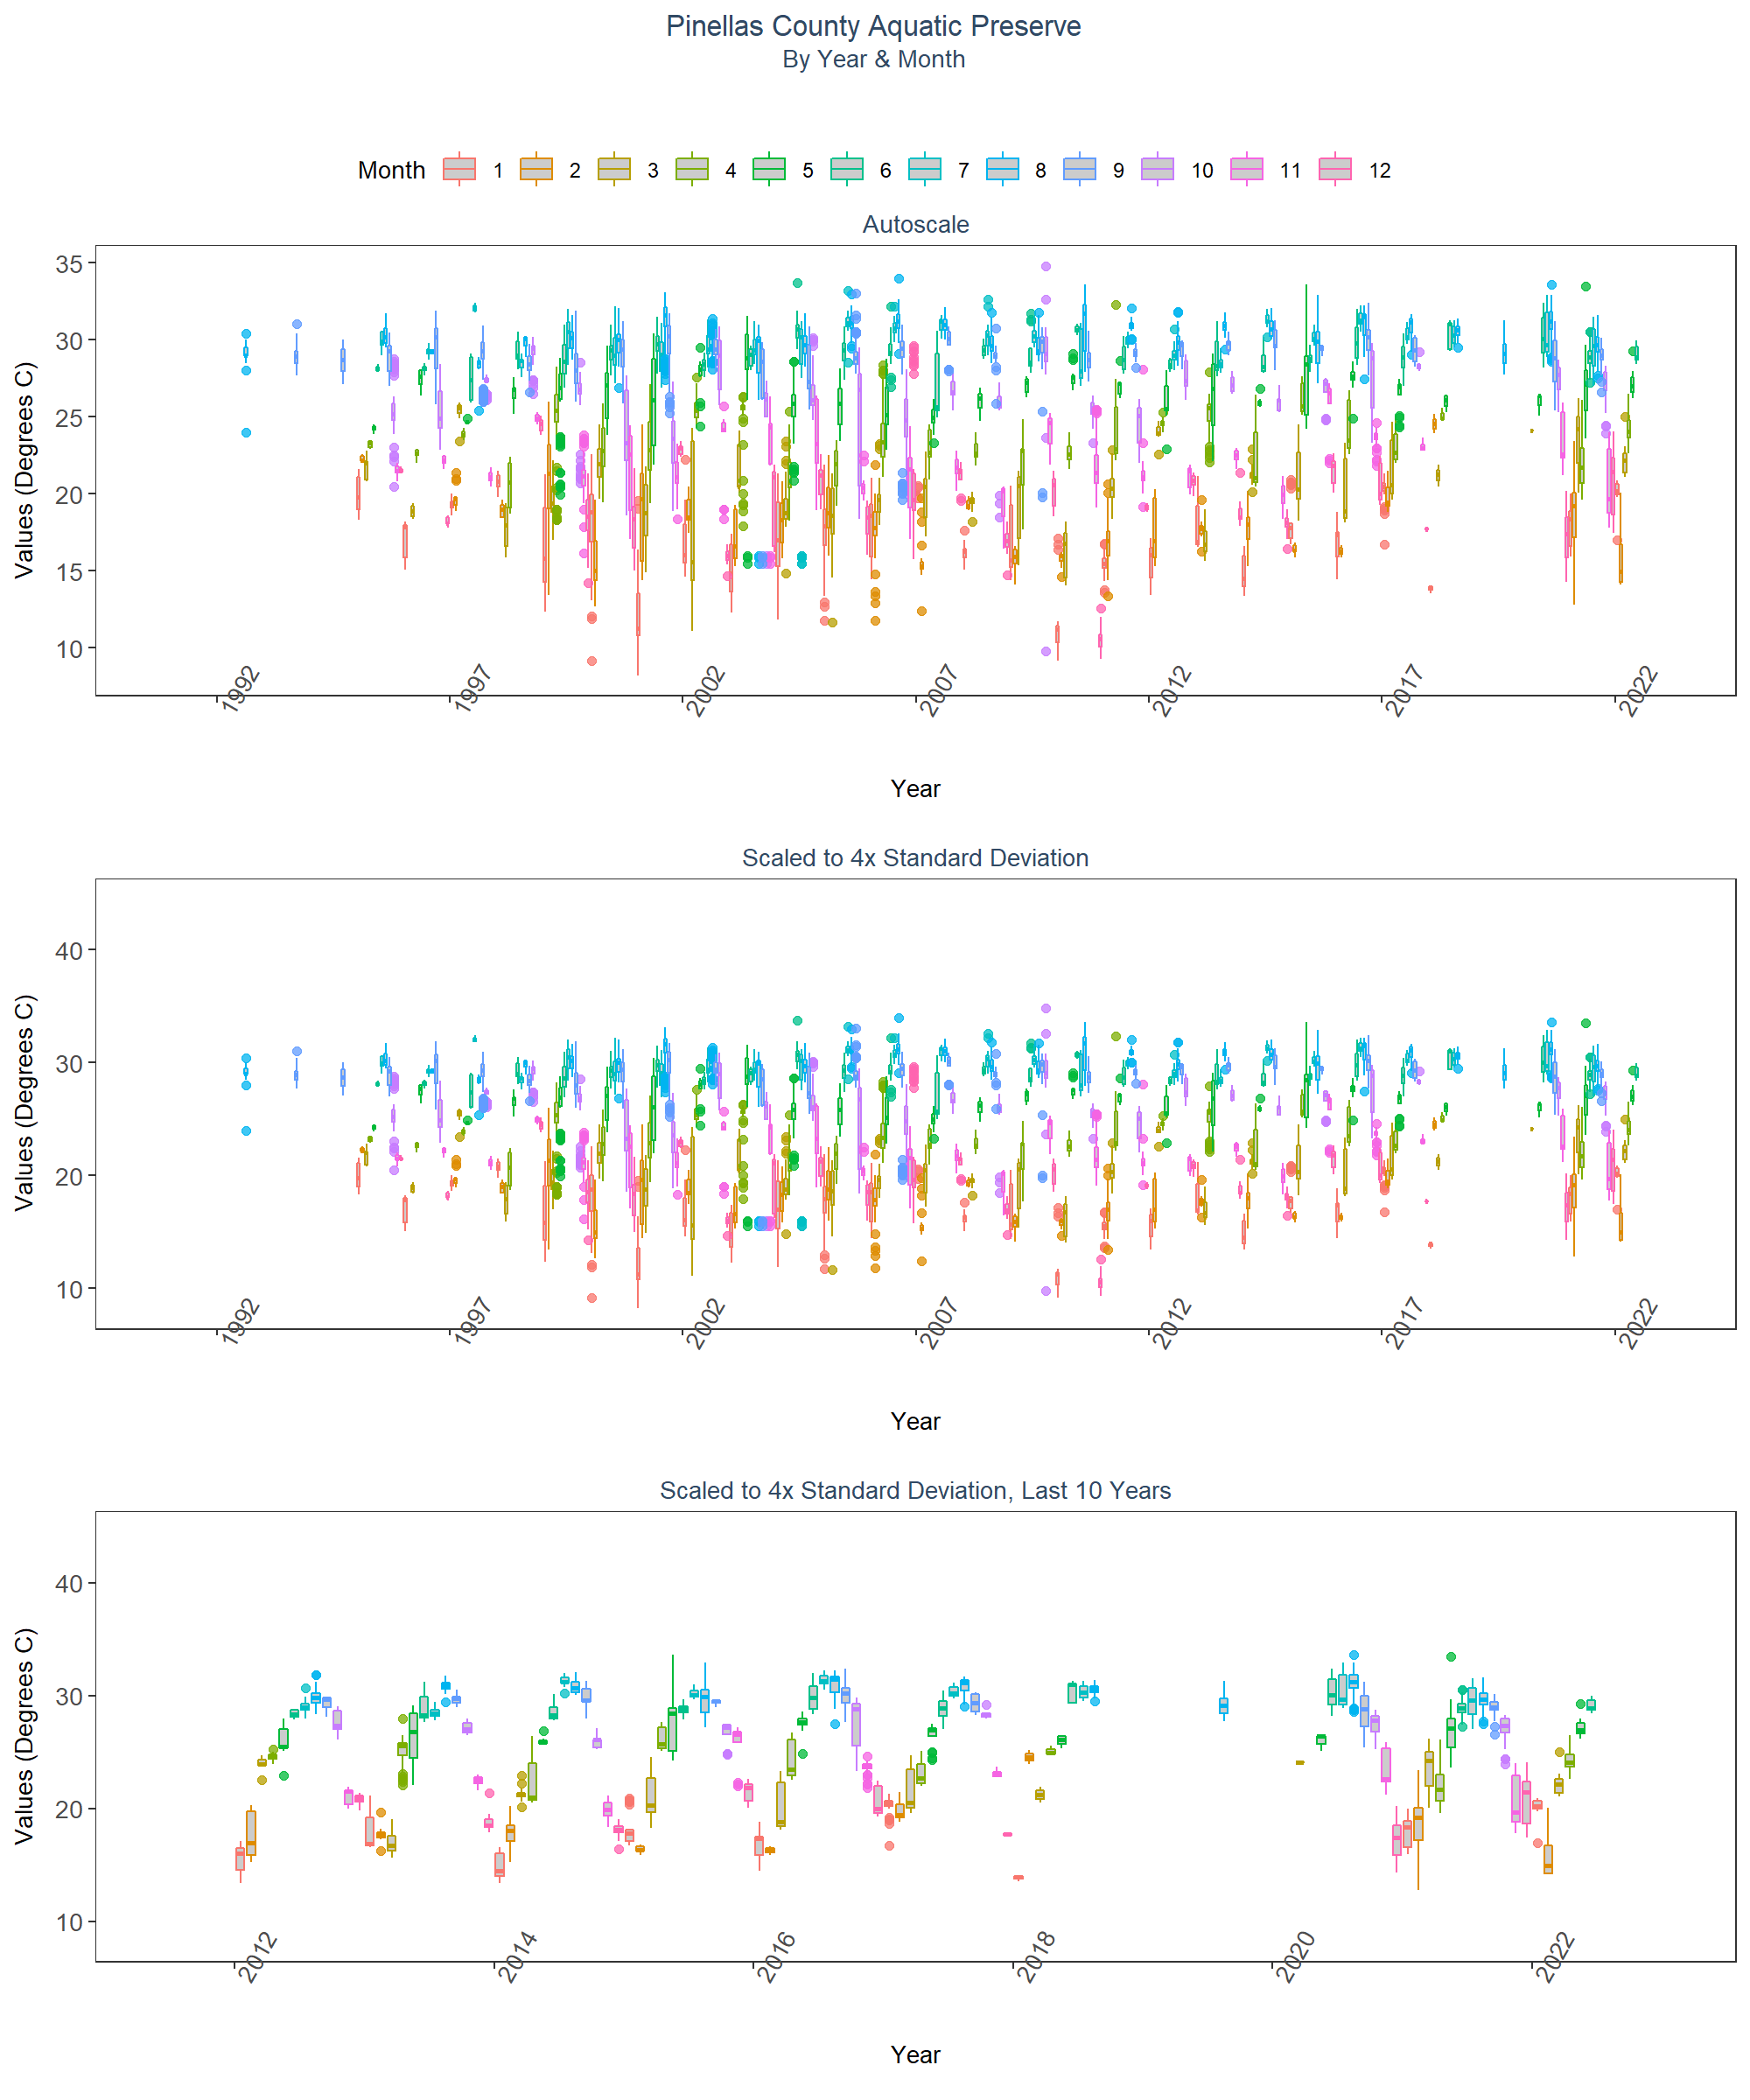 Pinellas County Aquatic Preserve
By Year & Month
Month 1 2 3 4 5 6 7 8 9 10 11 12
Autoscale
Values (Degrees C)
35
30
25
20
15
10
1992 1997 2002 2007 2012 2017 2022
Year
Scaled to 4x Standard Deviation
Values (Degrees C)
40
30
20
10
1992 1997 2002 2007 2012 2017 2022
Year
Scaled to 4x Standard Deviation, Last 10 Years
Values (Degrees C)
40
30
20
10
2012 2014 2016 2018 2020 2022
Year